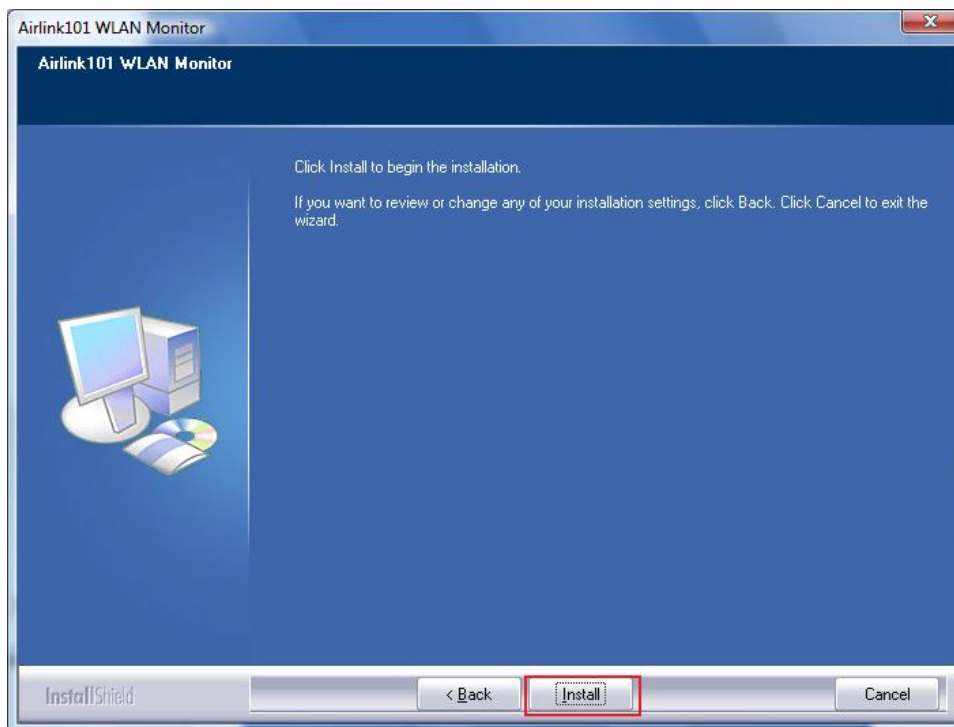 Airlink101 WLAN Monitor
Airlink101 WLAN Monitor
Click Install to begin the installation.
If you want to review or change any of your installation settings, click Back. Click Cancel to exit the
wizard.
InstallShield
< Back
Install
Cancel